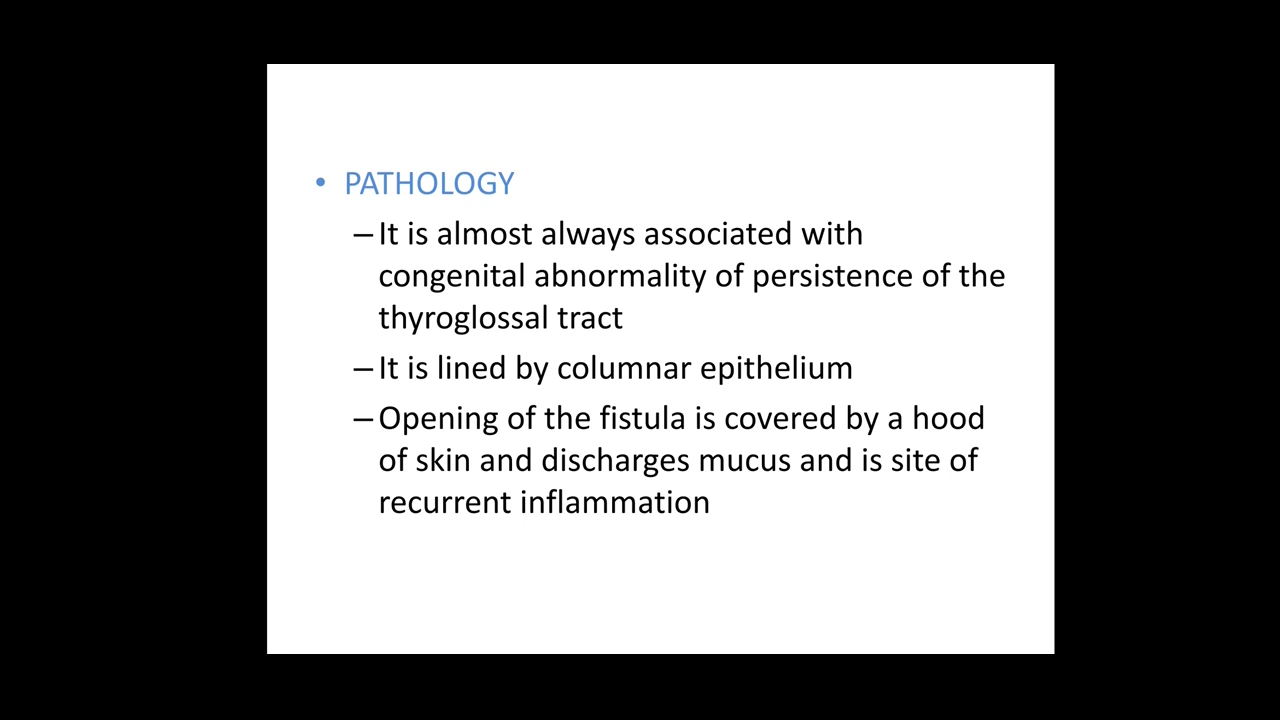 • PATHOLOGY
– It is almost always associated with
congenital abnormality of persistence of the
thyroglossal tract
– It is lined by columnar epithelium
– Opening of the fistula is covered by a hood
of skin and discharges mucus and is site of
recurrent inflammation